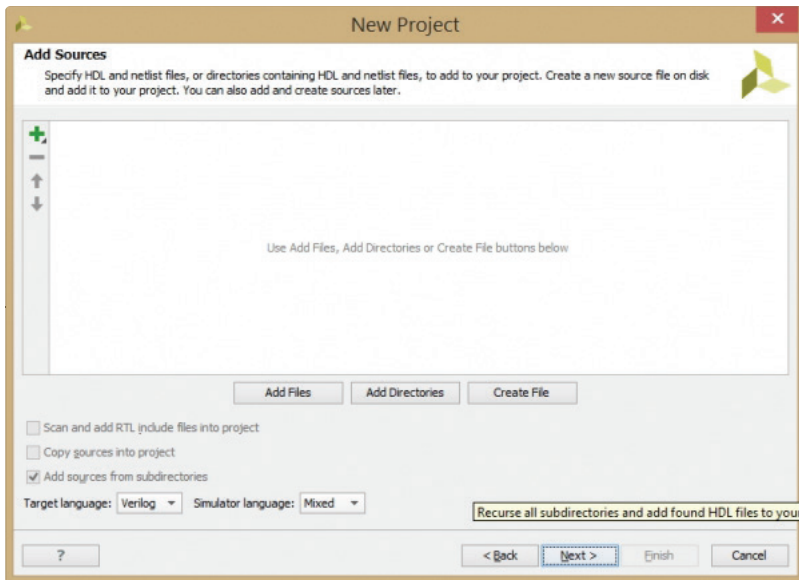 New Project
Add Sources
Specify HDL and netlist files, or directories containing HDL and netlist files, to add to your project. Create a new source file on disk
and add it to your project. You can also add and create sources later.
Use Add Files, Add Directories or Create File buttons below
Add Files Add Directories Create File
Scan and add RTL include files into project
Copy sources into project
Add sources from subdirectories
Target language: Verilog Simulator language: Mixed
Recurse all subdirectories and add found HDL files to your
? < Back Next > Finish Cancel